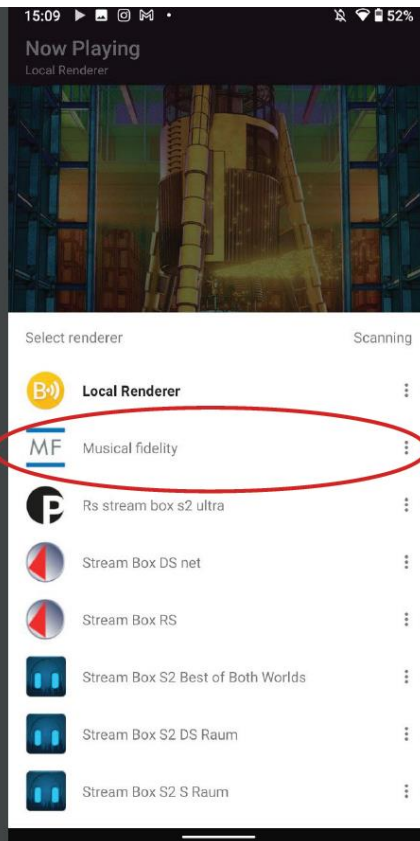 15:09 52%
Now Playing
Local Renderer
Select renderer Scanning
B Local Renderer
MF Musical fidelity
P Rs stream box s2 ultra
Stream Box DS net
Stream Box RS
Stream Box S2 Best of Both Worlds
Stream Box S2 DS Raum
Stream Box S2 S Raum